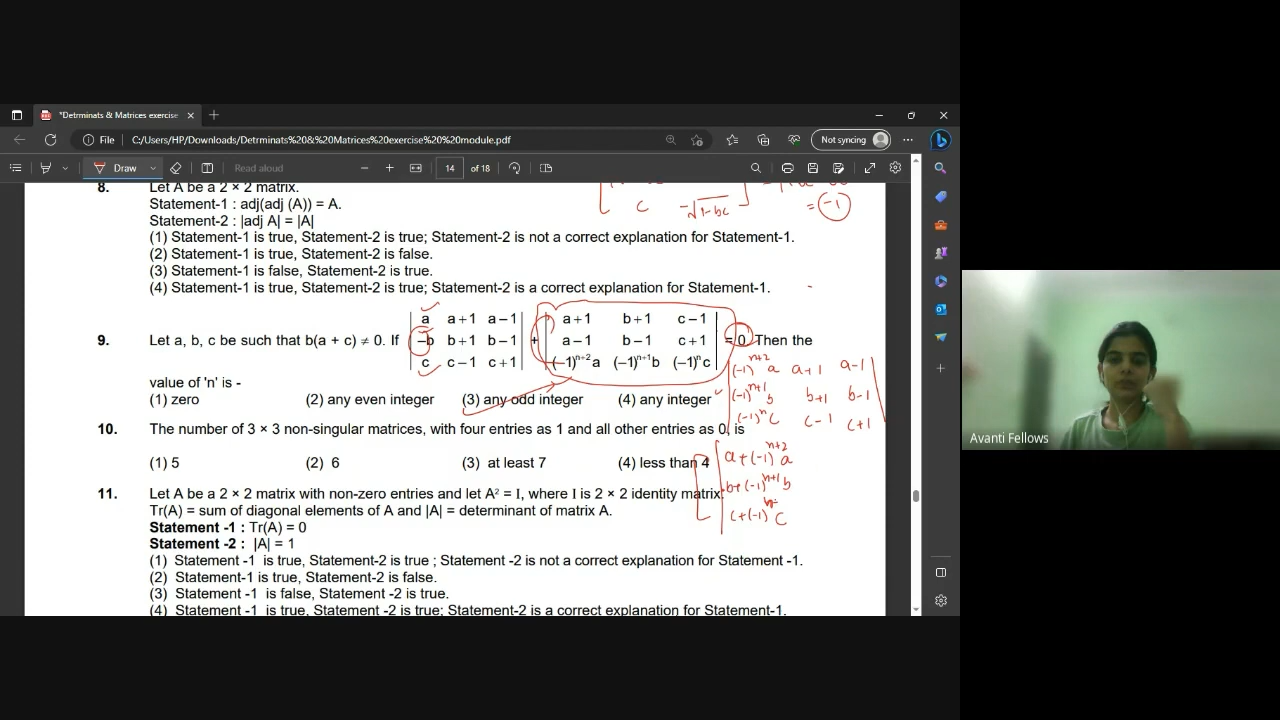 *Detrminats & Matrices exercise
File C:/Users/HP/Downloads/Detrminats%20&%20Matrices%20exercise%20%20module.pdf Not syncing
Draw Read aloud 14 of 18
8. Let A be a 2 × 2 matrix.
Statement-1 : adj(adj (A)) = A.
Statement-2 : |adj A| = |A|
(1) Statement-1 is true, Statement-2 is true; Statement-2 is not a correct explanation for Statement-1.
(2) Statement-1 is true, Statement-2 is false.
(3) Statement-1 is false, Statement-2 is true.
(4) Statement-1 is true, Statement-2 is true; Statement-2 is a correct explanation for Statement-1.
c -√1-bc = -1
9. Let a, b, c be such that b(a + c) ≠ 0. If | a a+1 a−1 | + | a+1 b+1 c−1 | = 0 Then the
−b b+1 b−1 a−1 b−1 c+1
c c−1 c+1 (−1)ⁿ⁺² a (−1)ⁿ⁺¹ b (−1)ⁿ c
value of 'n' is -
(1) zero (2) any even integer (3) any odd integer (4) any integer
(-1)ⁿ⁺² a a+1 a-1
(-1)ⁿ⁺¹ b b+1 b-1
(-1)ⁿ c c-1 c+1
a+(-1)ⁿ⁺² a
b+(-1)ⁿ⁺¹ b
c+(-1) c
10. The number of 3 × 3 non-singular matrices, with four entries as 1 and all other entries as 0, is
(1) 5 (2) 6 (3) at least 7 (4) less than 4
11. Let A be a 2 × 2 matrix with non-zero entries and let A² = I, where I is 2 × 2 identity matrix.
Tr(A) = sum of diagonal elements of A and |A| = determinant of matrix A.
Statement -1 : Tr(A) = 0
Statement -2 : |A| = 1
(1) Statement -1 is true, Statement-2 is true ; Statement -2 is not a correct explanation for Statement -1.
(2) Statement-1 is true, Statement-2 is false.
(3) Statement -1 is false, Statement -2 is true.
(4) Statement -1 is true, Statement -2 is true; Statement -2 is a correct explanation for Statement-1.
Avanti Fellows